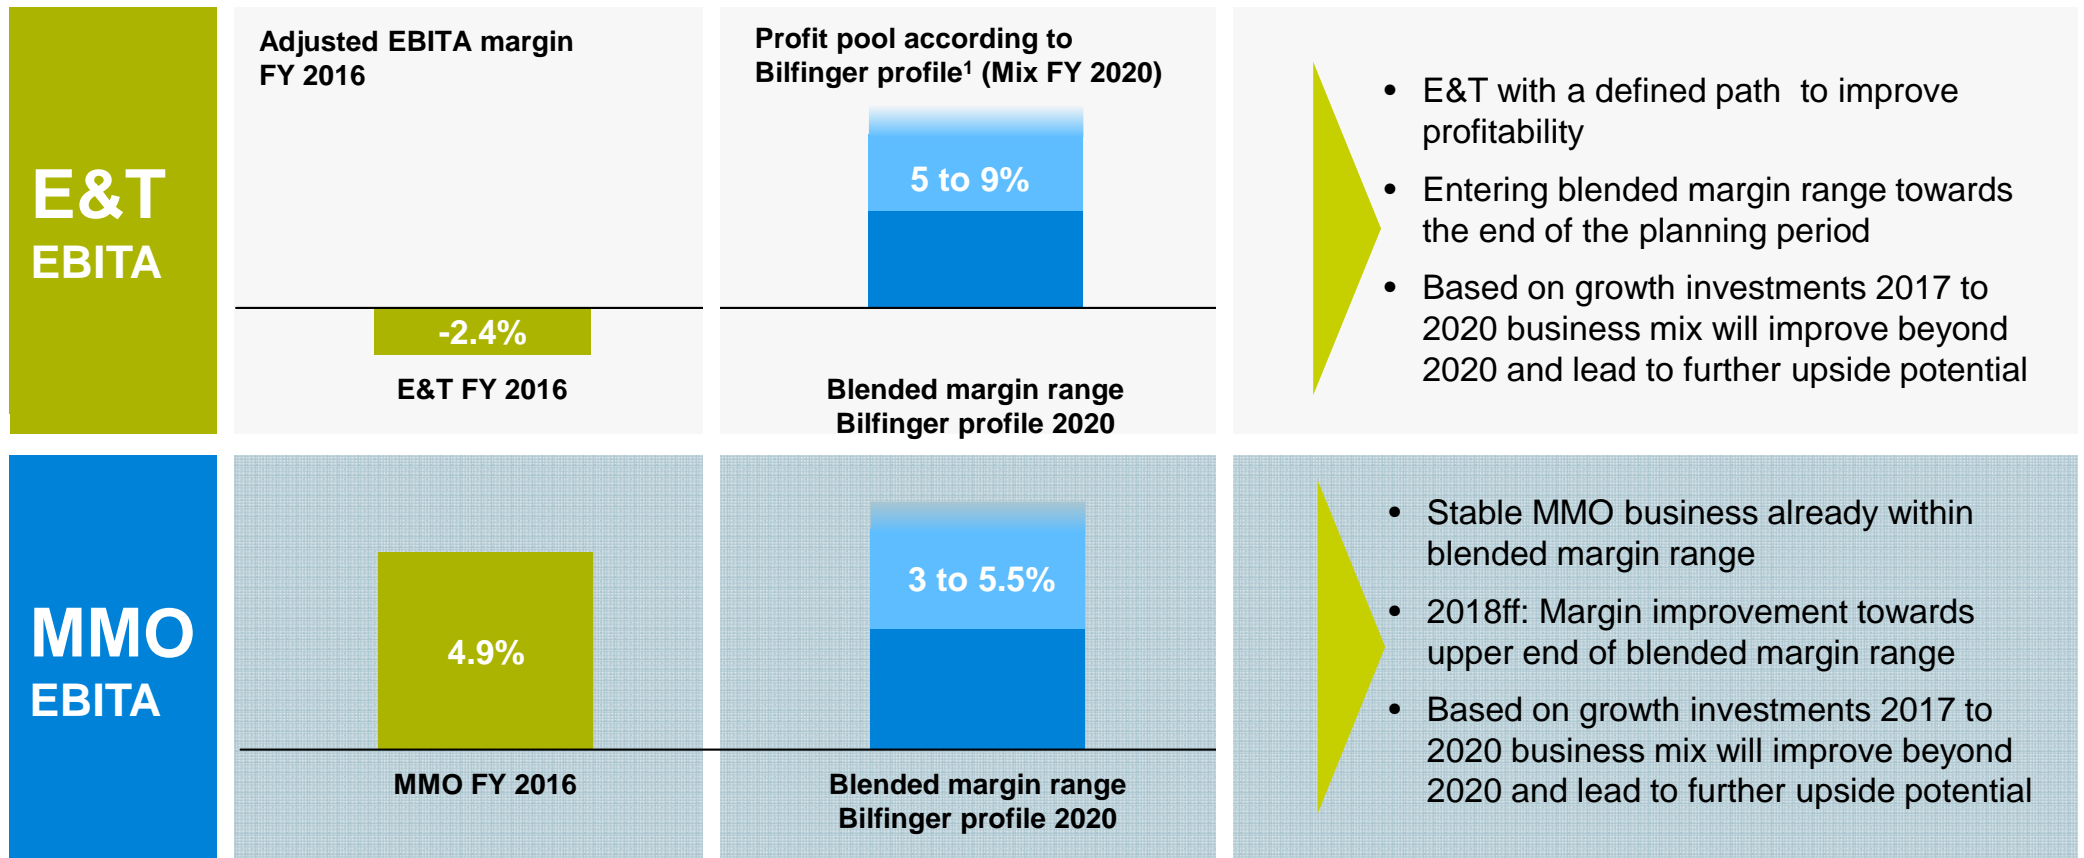 E&T
EBITA
Adjusted EBITA margin
FY 2016
-2.4%
E&T FY 2016
Profit pool according to
Bilfinger profile¹ (Mix FY 2020)
5 to 9%
Blended margin range
Bilfinger profile 2020
• E&T with a defined path  to improve
profitability
• Entering blended margin range towards
the end of the planning period
• Based on growth investments 2017 to
2020 business mix will improve beyond
2020 and lead to further upside potential
MMO
EBITA
4.9%
MMO FY 2016
3 to 5.5%
Blended margin range
Bilfinger profile 2020
• Stable MMO business already within
blended margin range
• 2018ff: Margin improvement towards
upper end of blended margin range
• Based on growth investments 2017 to
2020 business mix will improve beyond
2020 and lead to further upside potential